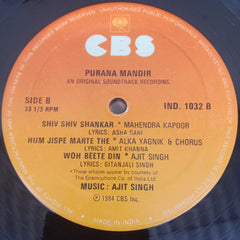 CBS
PURANA MANDIR
AN ORIGINAL SOUNDTRACK RECORDING
SIDE B
33 1/3 RPM
IND. 1032 B
SHIV SHIV SHANKAR * MAHENDRA KAPOOR
LYRICS: ASHA SANI
HUM JISPE MARTE THE * ALKA YAGNIK & CHORUS
LYRICS: AMIT KHANNA
WOH BEETE DIN * AJIT SINGH
LYRICS: GITANJALI SINGH
*These articles appear by courtesy of
The Gramophone Co. of India Ltd.
MUSIC: AJIT SINGH
℗ 1984 CBS Inc.
MADE IN INDIA